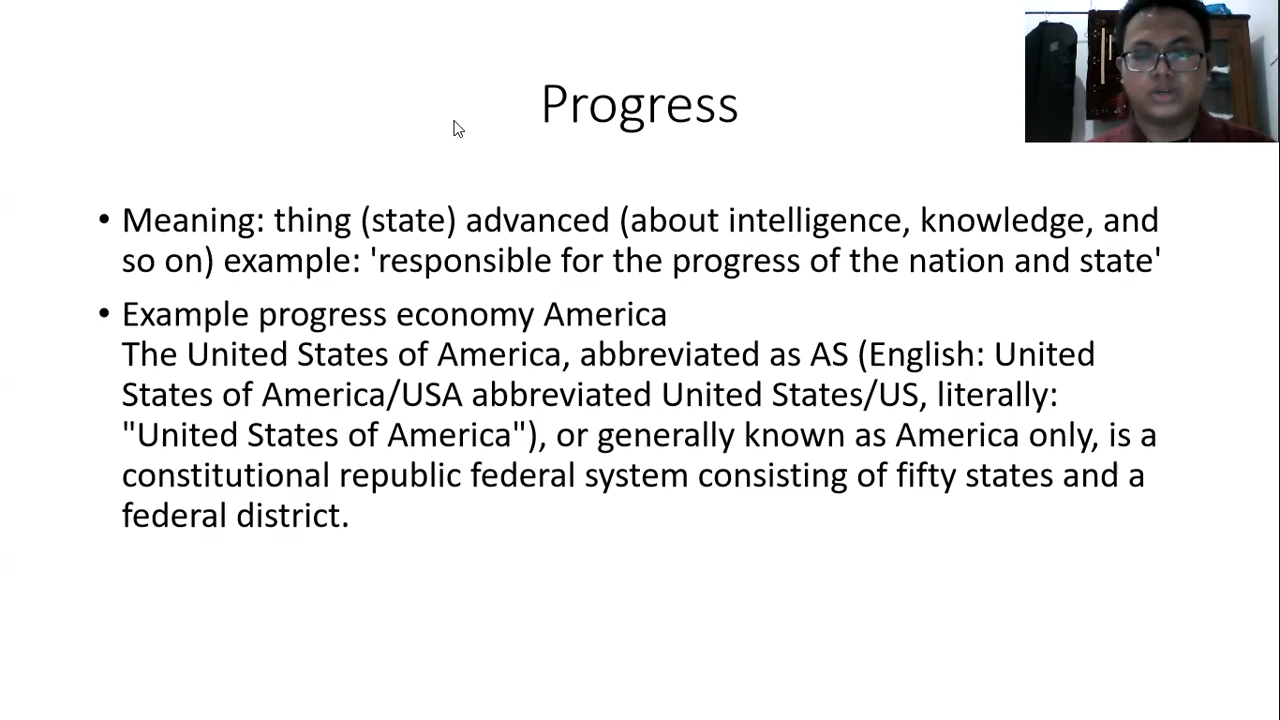 Progress
• Meaning: thing (state) advanced (about intelligence, knowledge, and
so on) example: 'responsible for the progress of the nation and state'
• Example progress economy America
The United States of America, abbreviated as AS (English: United
States of America/USA abbreviated United States/US, literally:
"United States of America"), or generally known as America only, is a
constitutional republic federal system consisting of fifty states and a
federal district.